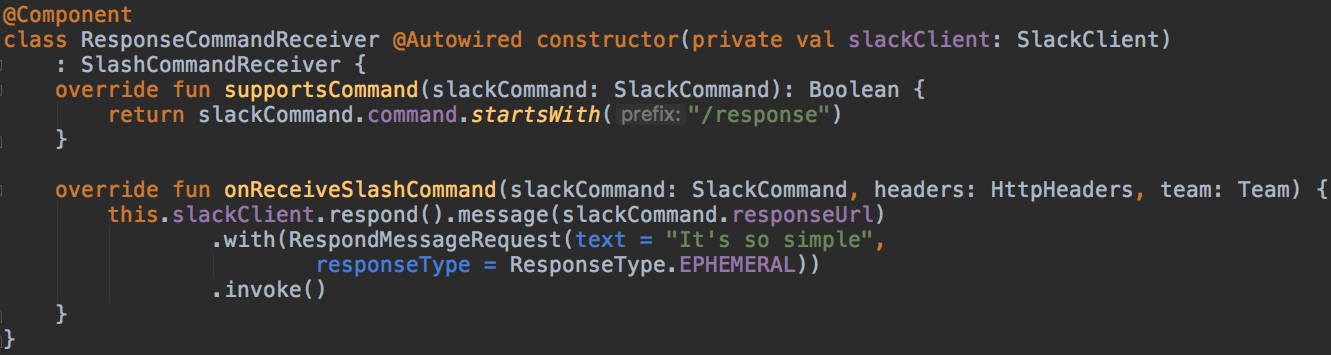 @Component
class ResponseCommandReceiver @Autowired constructor(private val slackClient: SlackClient)
    : SlashCommandReceiver {
    override fun supportsCommand(slackCommand: SlackCommand): Boolean {
        return slackCommand.command.startsWith( prefix: "/response")
    }

    override fun onReceiveSlashCommand(slackCommand: SlackCommand, headers: HttpHeaders, team: Team) {
        this.slackClient.respond().message(slackCommand.responseUrl)
                .with(RespondMessageRequest(text = "It's so simple",
                        responseType = ResponseType.EPHEMERAL))
                .invoke()
    }
}